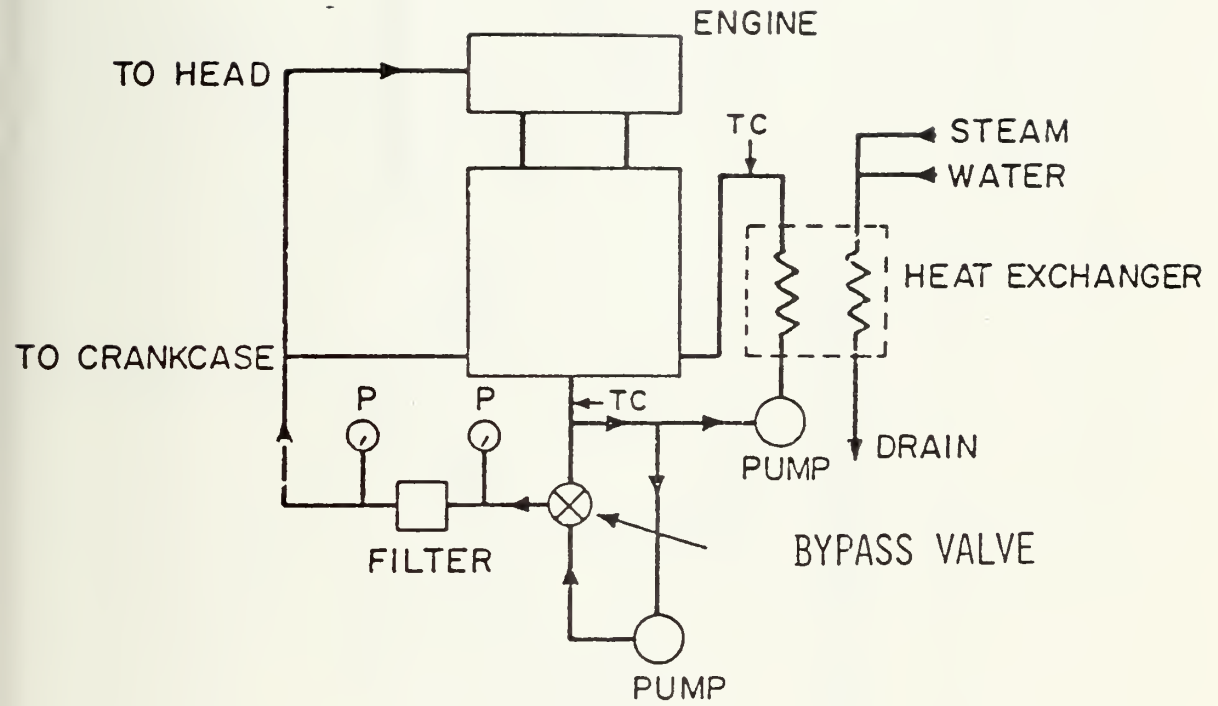 ENGINE
TO HEAD
TC
STEAM
WATER
HEAT EXCHANGER
TO CRANKCASE
P
P
TC
PUMP
DRAIN
FILTER
BYPASS VALVE
PUMP